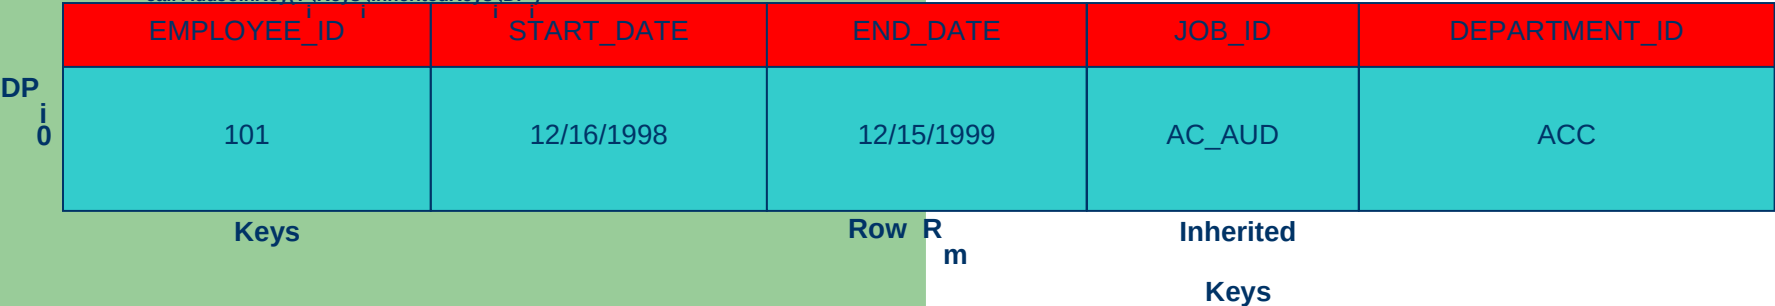 EMPLOYEE_ID START_DATE END_DATE JOB_ID DEPARTMENT_ID
DP
i
0
101 12/16/1998 12/15/1999 AC_AUD ACC
Keys Row R Inherited
m
Keys